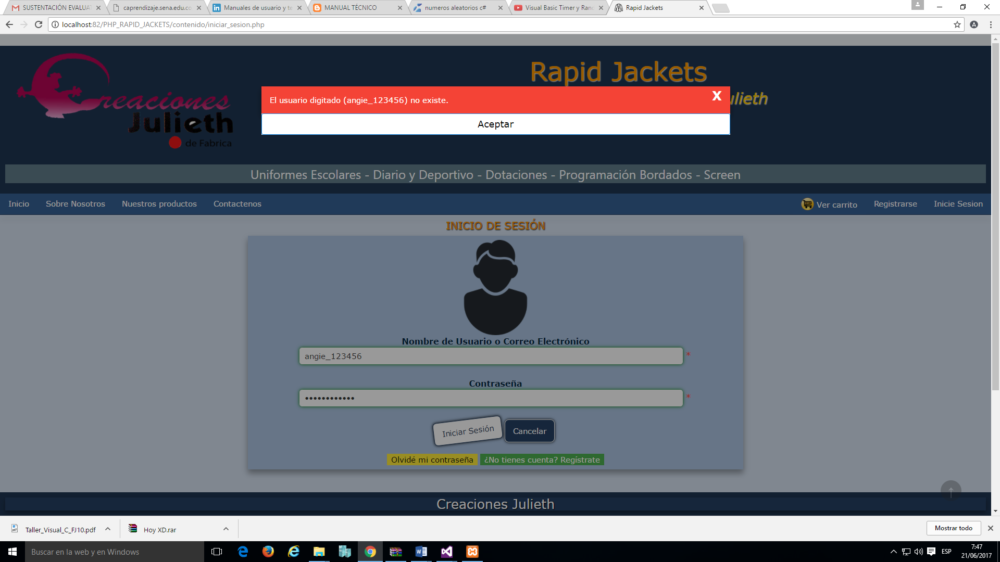 SUSTENTACIÓN EVALUAT
caprendizaje.sena.edu.co
Manuales de usuario y te
MANUAL TÉCNICO
numeros aleatorios c#
Visual Basic Timer y Ran
Rapid Jackets
localhost:82/PHP_RAPID_JACKETS/contenido/iniciar_sesion.php
Creaciones
Julieth
de Fabrica
Rapid Jackets
ulieth
El usuario digitado (angie_123456) no existe.
X
Aceptar
Uniformes Escolares - Diario y Deportivo - Dotaciones - Programación Bordados - Screen
Inicio Sobre Nosotros Nuestros productos Contactenos Ver carrito Registrarse Inicie Sesion
INICIO DE SESIÓN
Nombre de Usuario o Correo Electrónico
angie_123456 *
Contraseña
•••••••••••• *
Iniciar Sesión Cancelar
Olvidé mi contraseña ¿No tienes cuenta? Regístrate
Creaciones Julieth
Taller_Visual_C_FJ10.pdf
Hoy XD.rar
Mostrar todo
Buscar en la web y en Windows
ESP
7:47
21/06/2017